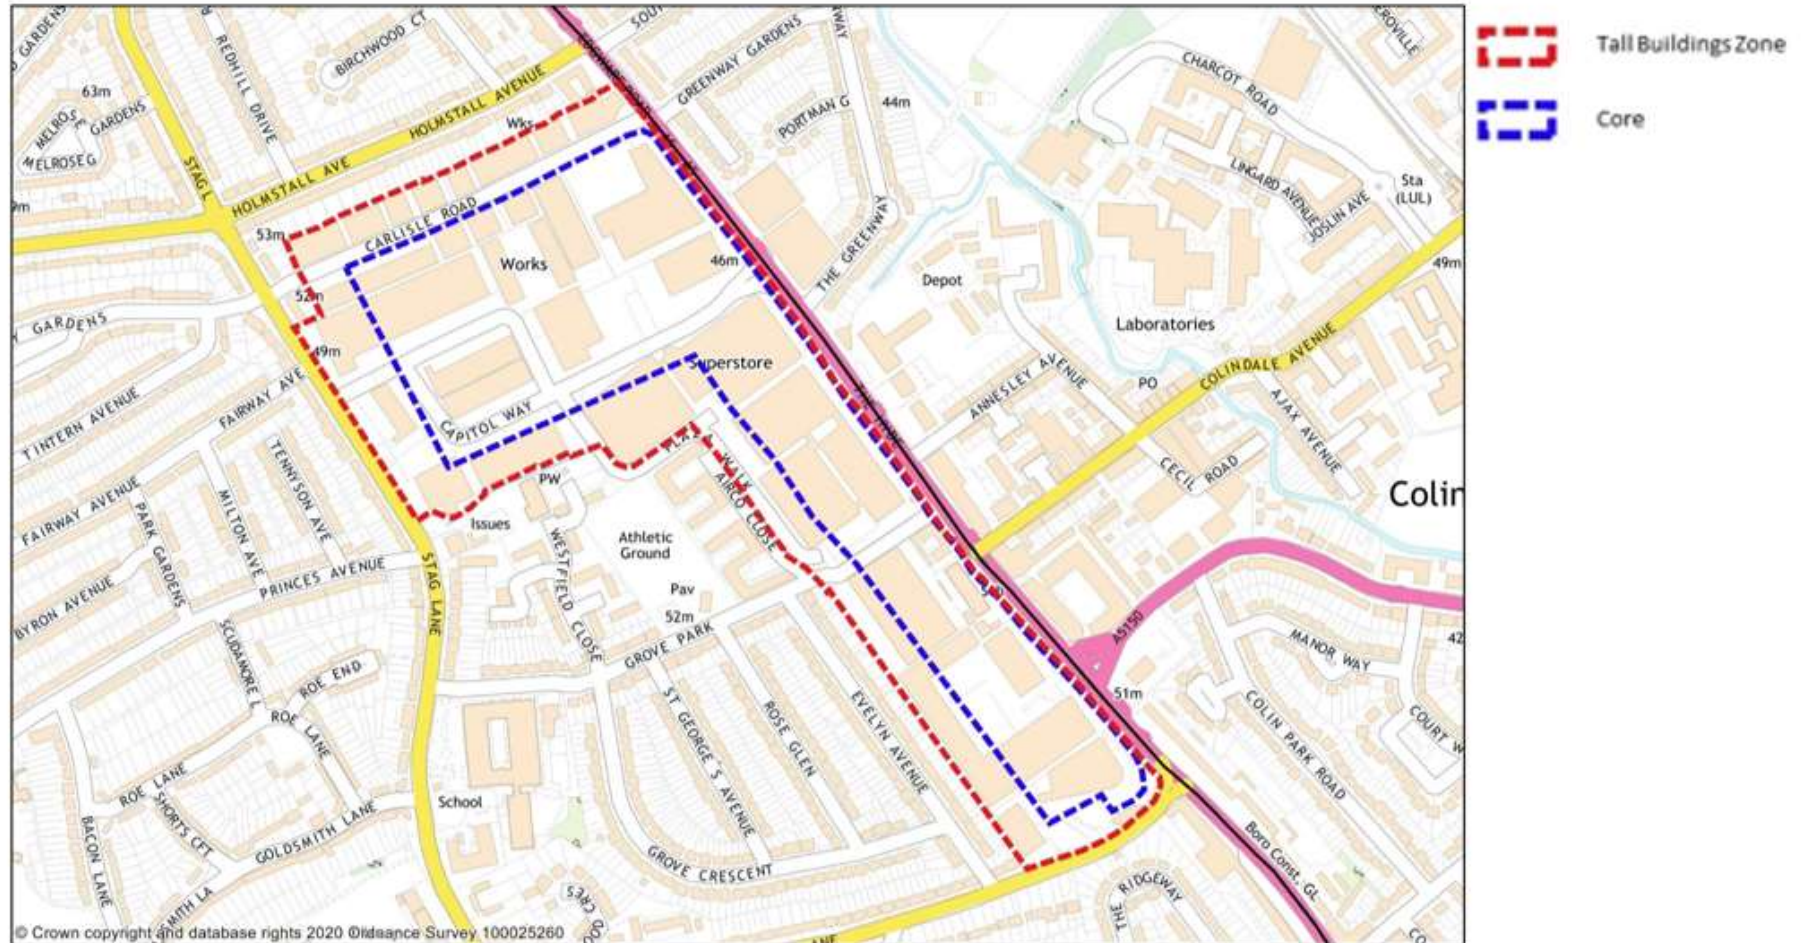 Tall Buildings Zone
Core
BIRCHWOOD CT
REDHILL DRIVE
63m
MELROSE
GARDENS
MELROSE G
STAG L
HOLMSTALL AVENUE
HOLMSTALL AVE
GREENWAY GARDENS
PORTMAN G
44m
CHARCOT ROAD
LINGARD AVENUE
JOSLIN AVE
Sta
(LUL)
49m
Wks
CARLISLE ROAD
53m
52m
49m
Works
46m
THE GREENWAY
Depot
Laboratories
COLINDALE AVENUE
PO
ANNESLEY AVENUE
AJAX AVENUE
CECIL ROAD
Colin
Superstore
CAPITOL WAY
PLAZA
WALK
AIRCO CLOSE
PW
Issues
Athletic
Ground
Pav
52m
GROVE PARK
WESTFIELD CLOSE
Y GARDENS
TINTERN AVENUE
FAIRWAY AVE
FAIRWAY AVENUE
TENNYSON AVE
MILTON AVE
PARK GARDENS
PRINCES AVENUE
BYRON AVENUE
STAG LANE
SCUDAMORE L
ROE END
ROE LANE
ROE LANE
SHORTS CFT
GOLDSMITH LANE
BACON LANE
SMITH LA
School
ST GEORGE'S AVENUE
ROSE GLEN
EVELYN AVENUE
GROVE CRESCENT
A5150
51m
MANOR WAY
COLIN PARK ROAD
COURT W
42
Boro Const, GL
THE
RIDGEWAY
© Crown copyright and database rights 2020 Ordnance Survey 100025260